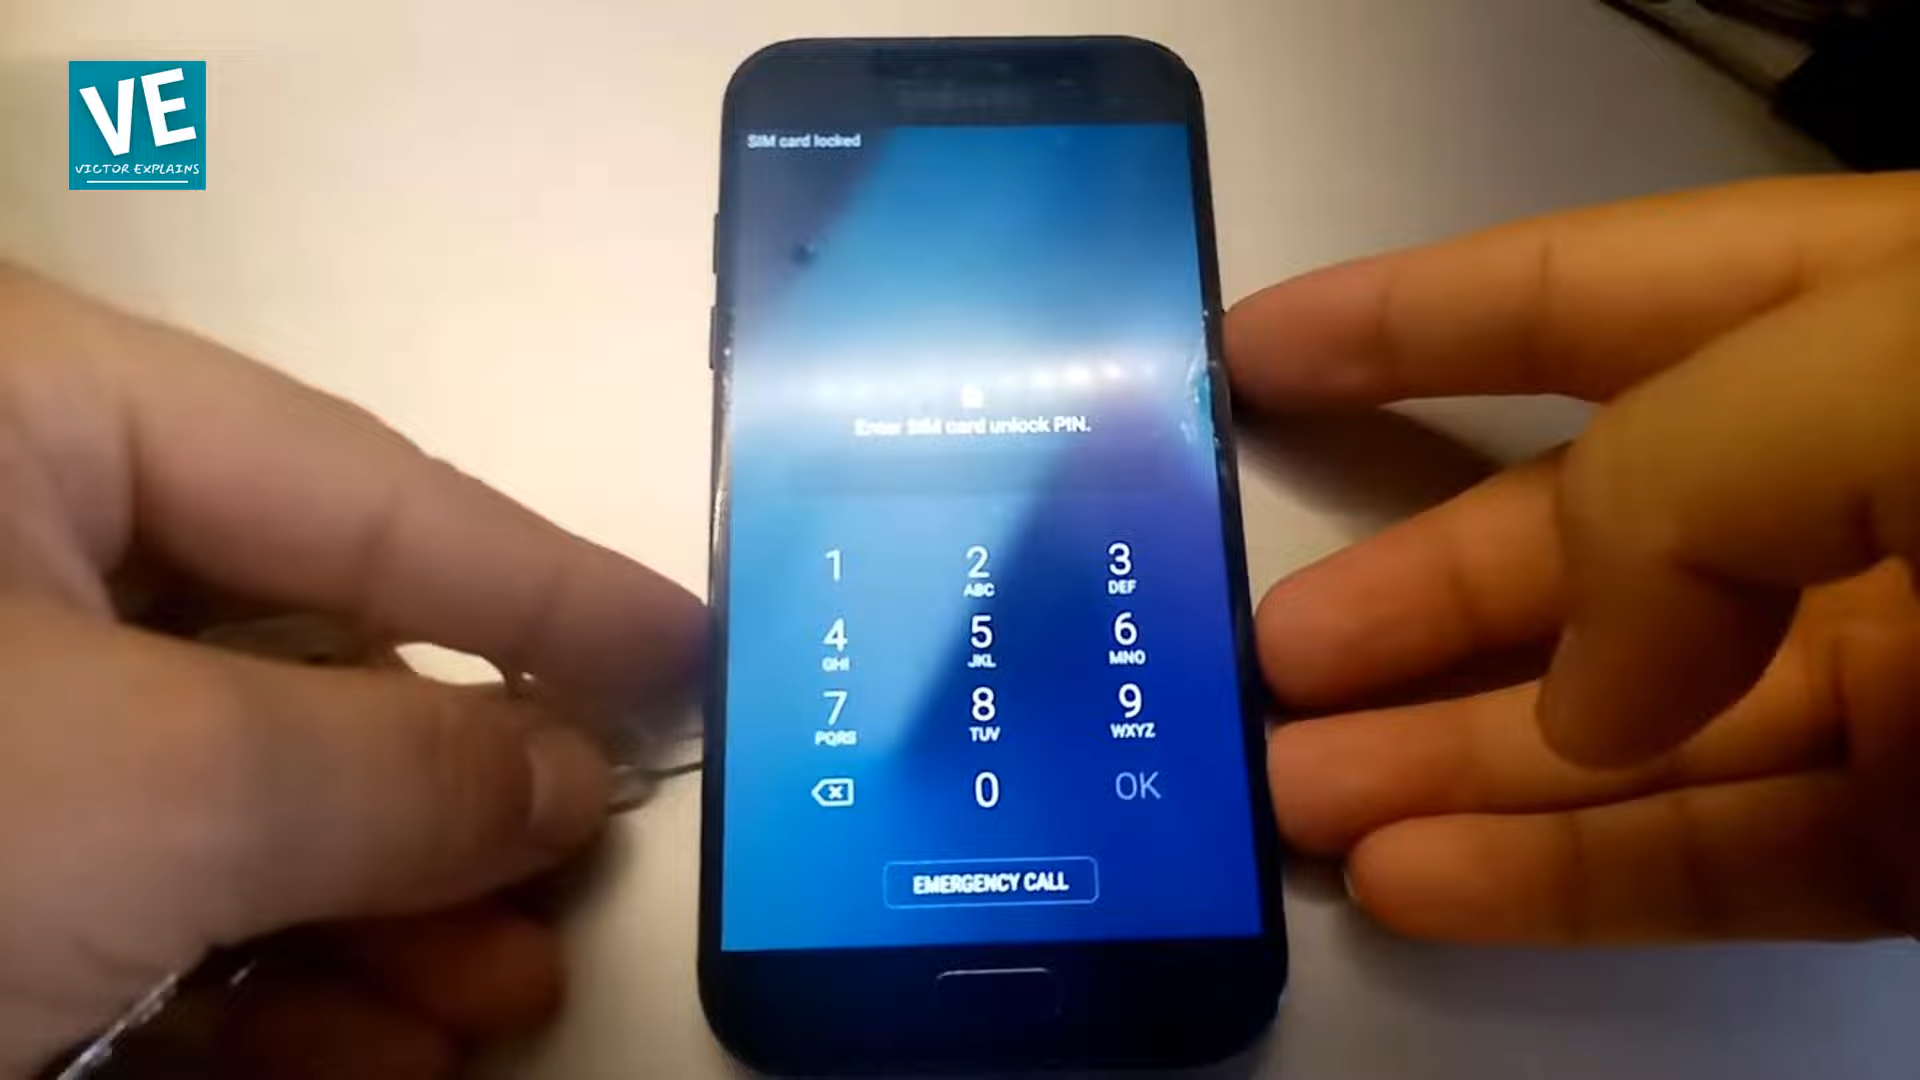 VE
VICTOR EXPLAINS
SIM card locked
Enter SIM card unlock PIN.
1 2 3
ABC DEF
4 5 6
GHI JKL MNO
7 8 9
PQRS TUV WXYZ
0 OK
EMERGENCY CALL